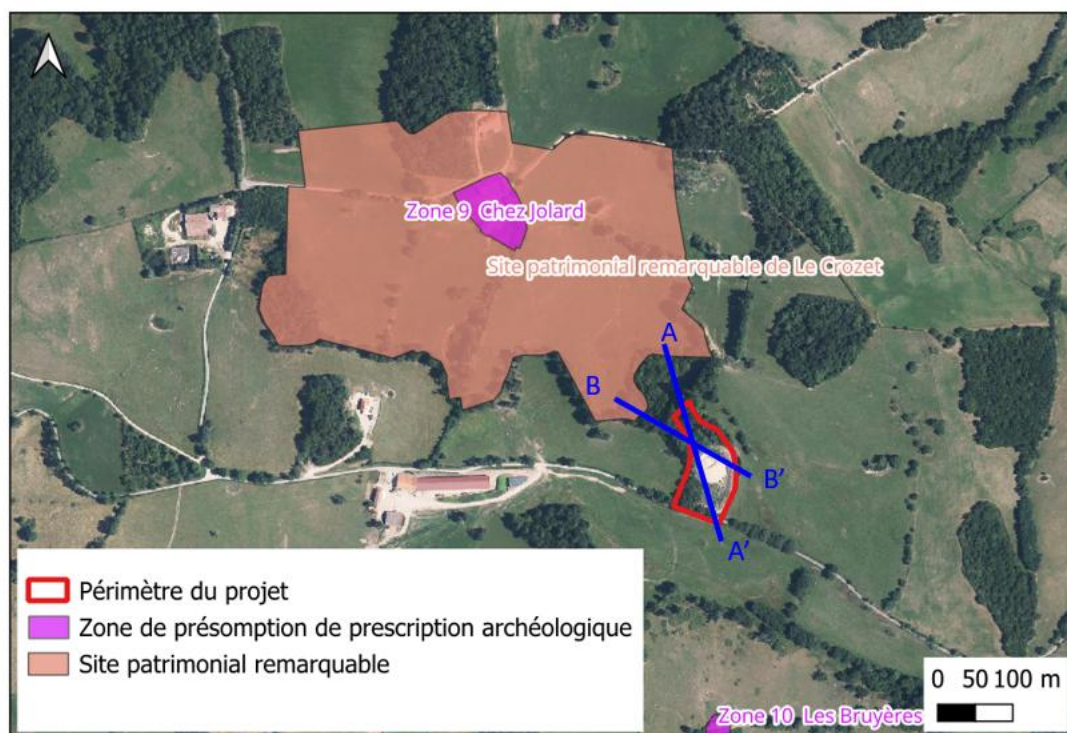 Zone 9 Chez Jolard
Site patrimonial remarquable de Le Crozet
A
B
B'
A'
Périmètre du projet
Zone de présomption de prescription archéologique
Site patrimonial remarquable
0 50 100 m
Zone 10 Les Bruyères